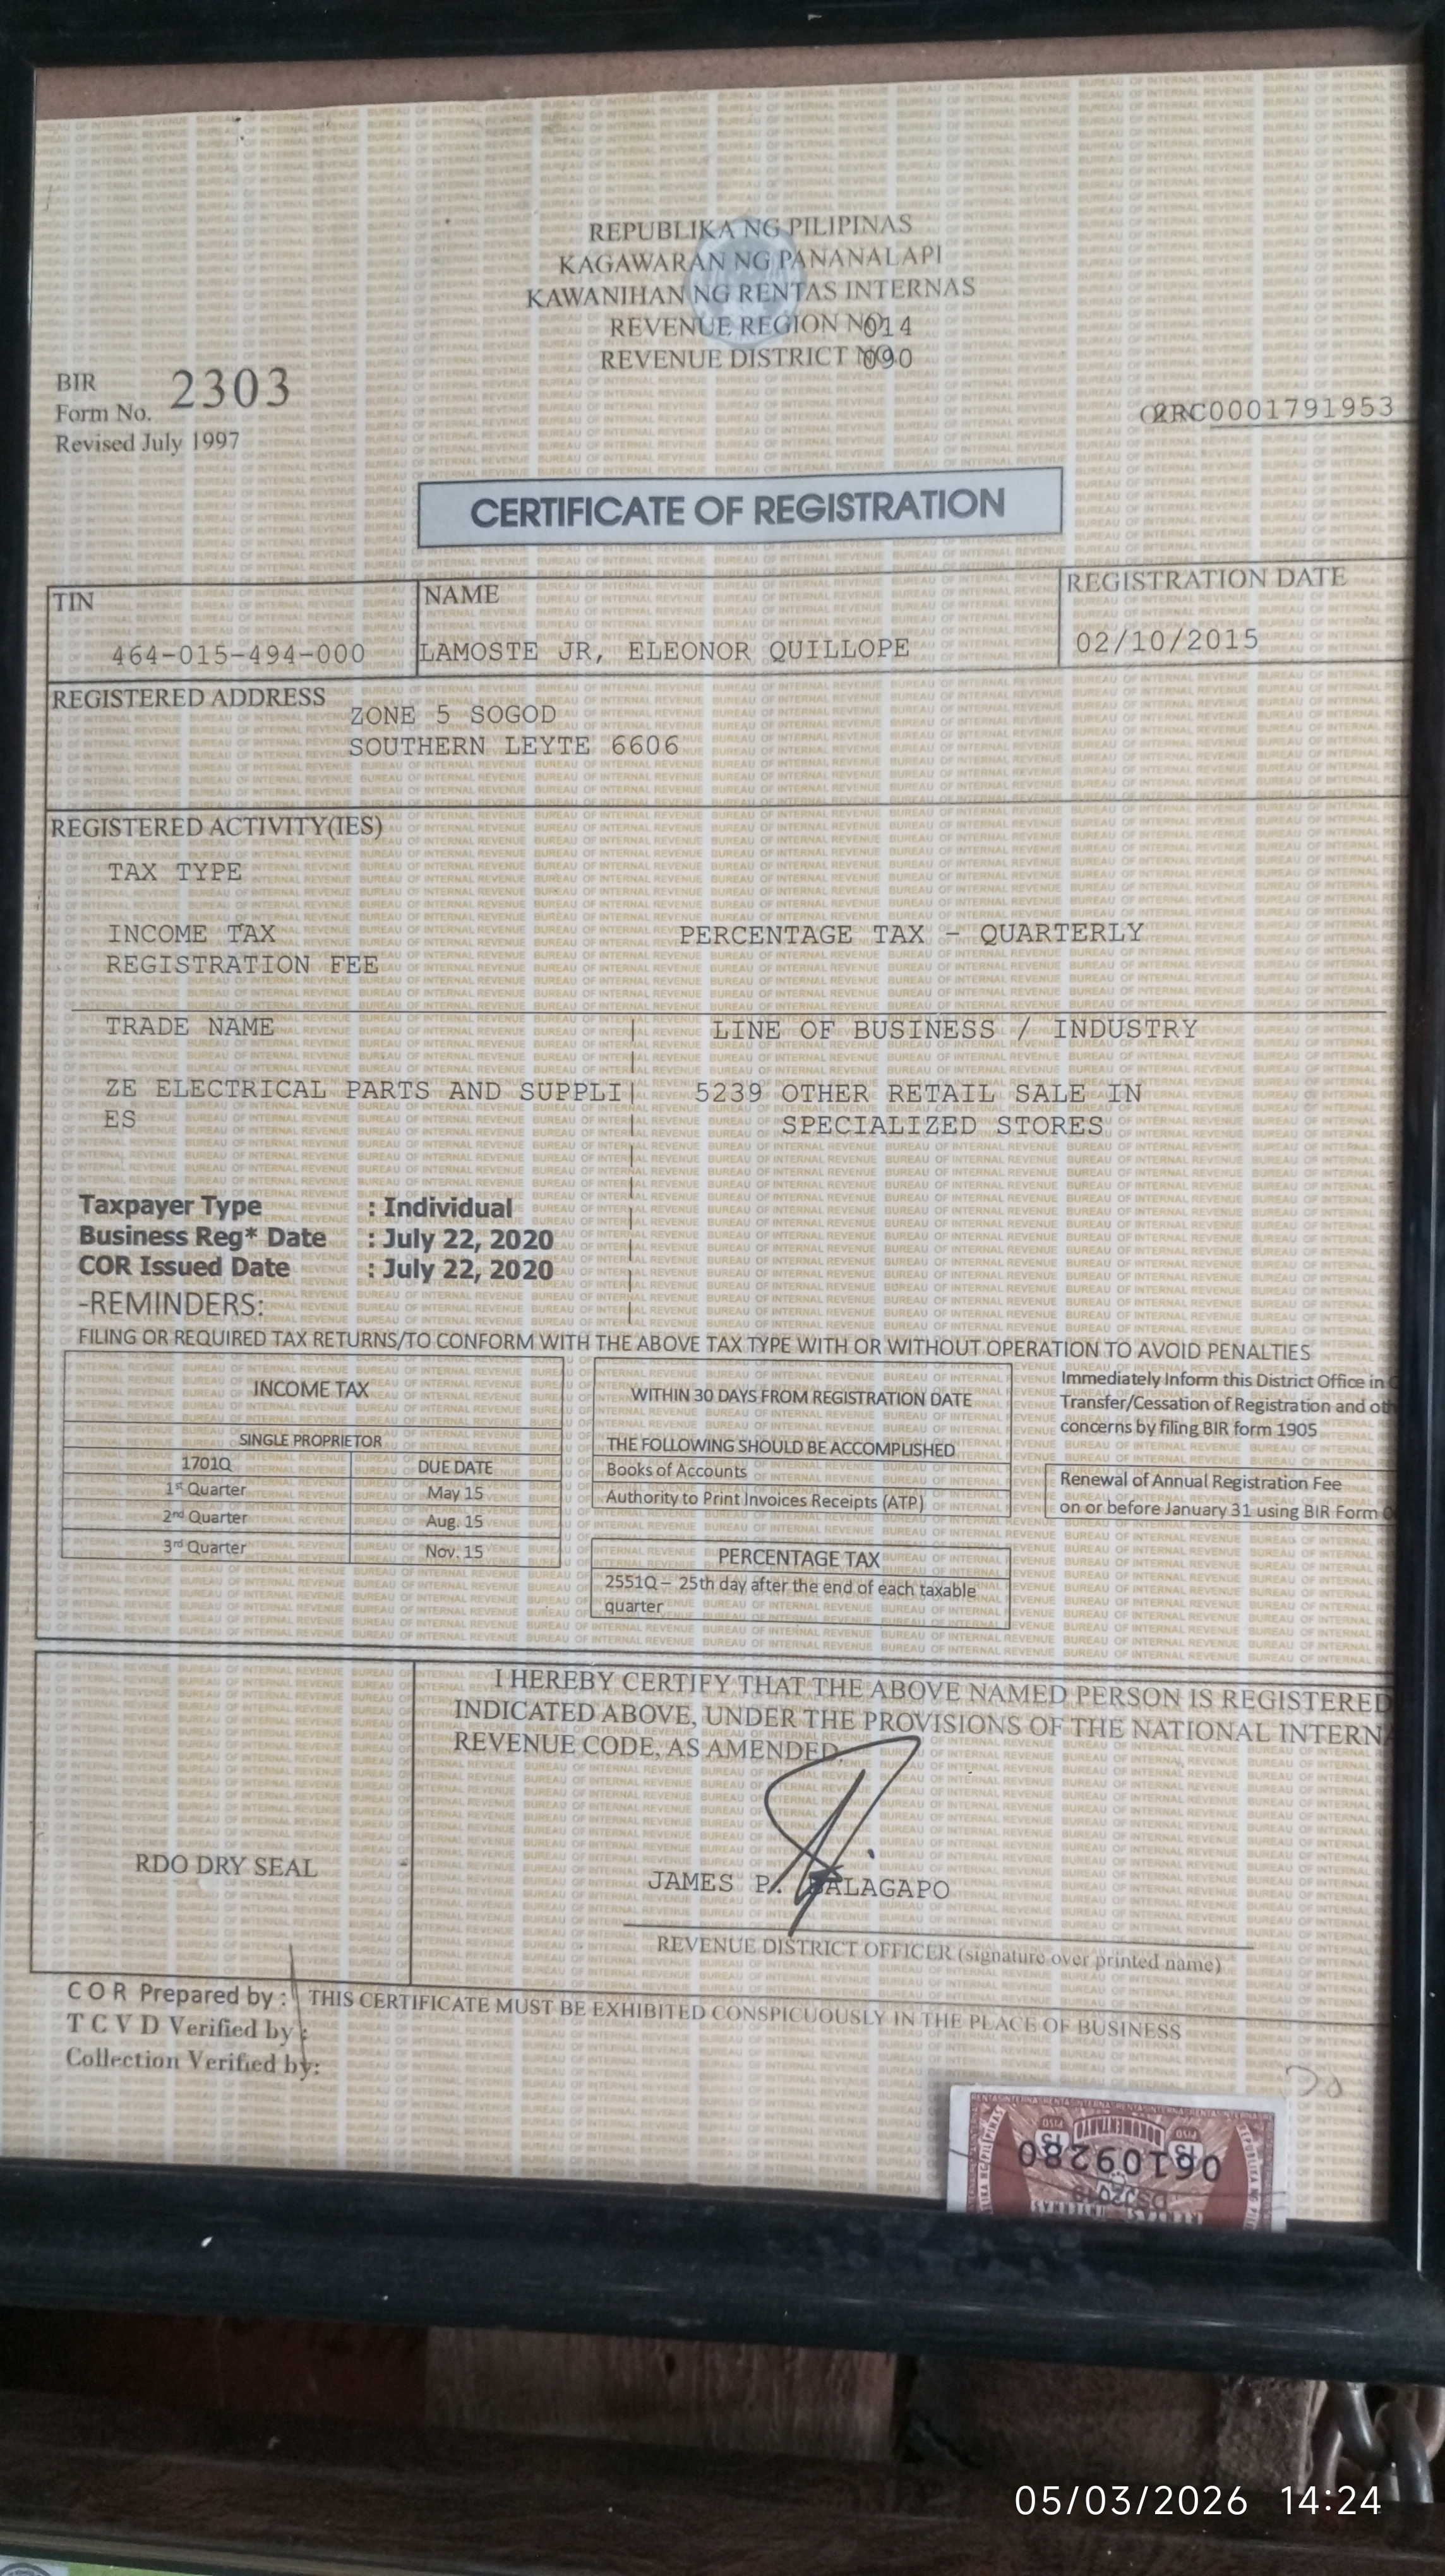 REPUBLIKA NG PILIPINAS
KAGAWARAN NG PANANALAPI
KAWANIHAN NG RENTAS INTERNAS
REVENUE REGION NO 014
REVENUE DISTRICT NO 090
BIR
Form No. 2303
Revised July 1997
2RC0001791953
CERTIFICATE OF REGISTRATION
TIN NAME REGISTRATION DATE
464-015-494-000 LAMOSTE JR, ELEONOR QUILLOPE 02/10/2015
REGISTERED ADDRESS
ZONE 5 SOGOD
SOUTHERN LEYTE 6606
REGISTERED ACTIVITY(IES)
TAX TYPE
INCOME TAX PERCENTAGE TAX - QUARTERLY
REGISTRATION FEE
TRADE NAME | LINE OF BUSINESS / INDUSTRY
ZE ELECTRICAL PARTS AND SUPPLI| 5239 OTHER RETAIL SALE IN
ES SPECIALIZED STORES
Taxpayer Type : Individual
Business Reg* Date : July 22, 2020
COR Issued Date : July 22, 2020
-REMINDERS:
FILING OR REQUIRED TAX RETURNS/TO CONFORM WITH THE ABOVE TAX TYPE WITH OR WITHOUT OPERATION TO AVOID PENALTIES
INCOME TAX
SINGLE PROPRIETOR
1701Q DUE DATE
1st Quarter May 15
2nd Quarter Aug. 15
3rd Quarter Nov. 15
WITHIN 30 DAYS FROM REGISTRATION DATE
THE FOLLOWING SHOULD BE ACCOMPLISHED
Books of Accounts
Authority to Print Invoices Receipts (ATP)
PERCENTAGE TAX
2551Q – 25th day after the end of each taxable
quarter
Immediately Inform this District Office in
Transfer/Cessation of Registration and
concerns by filing BIR form 1905
Renewal of Annual Registration Fee
on or before January 31 using BIR Form
I HEREBY CERTIFY THAT THE ABOVE NAMED PERSON IS REGISTERED
INDICATED ABOVE, UNDER THE PROVISIONS OF THE NATIONAL
REVENUE CODE, AS AMENDED.
RDO DRY SEAL
JAMES P. BALAGAPO
REVENUE DISTRICT OFFICER (signature over printed name)
C O R Prepared by :
THIS CERTIFICATE MUST BE EXHIBITED CONSPICUOUSLY IN THE PLACE OF BUSINESS
T C V D Verified by :
Collection Verified by:
REPUBLIKA NG PILIPINAS
DOKUMENTARYO
06109280
RENTAS INTERNAS
05/03/2026 14:24